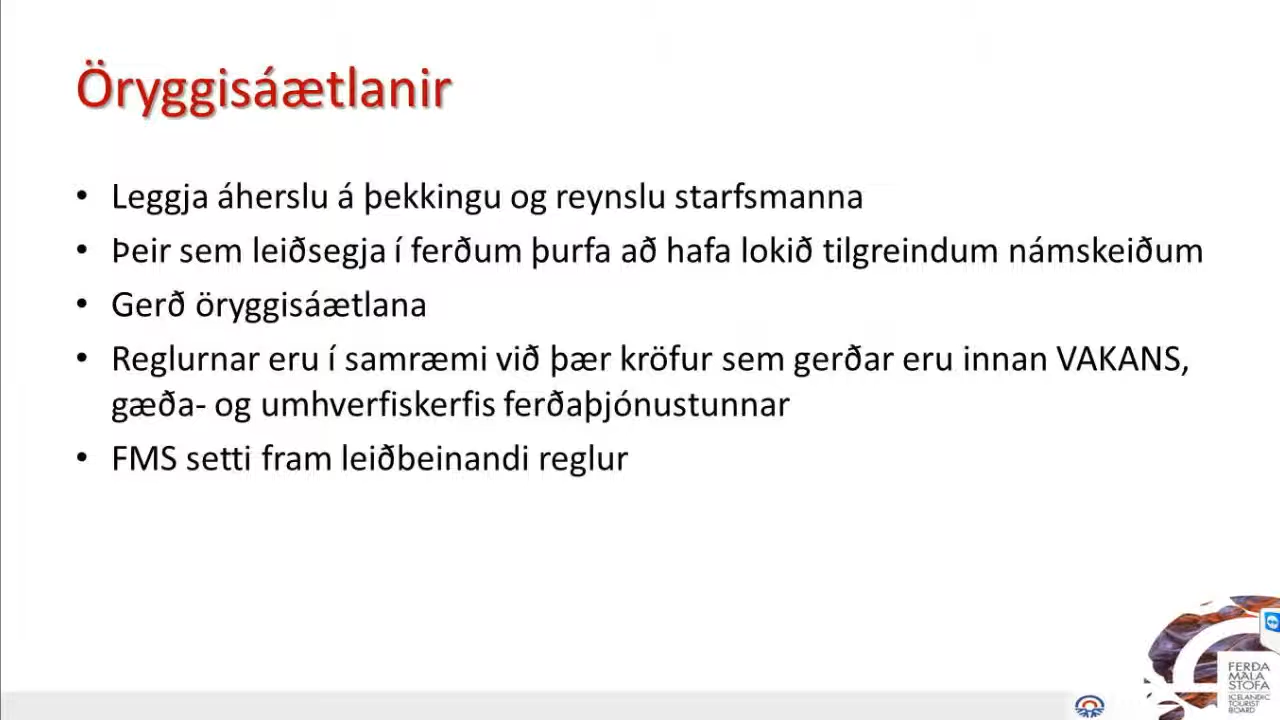 Öryggisáætlanir
• Leggja áherslu á þekkingu og reynslu starfsmanna
• Þeir sem leiðsegja í ferðum þurfa að hafa lokið tilgreindum námskeiðum
• Gerð öryggisáætlana
• Reglurnar eru í samræmi við þær kröfur sem gerðar eru innan VAKANS,
gæða- og umhverfiskerfis ferðaþjónustunnar
• FMS setti fram leiðbeinandi reglur
FERÐA
MÁLA
STOFA
ICELANDIC
TOURIST
BOARD